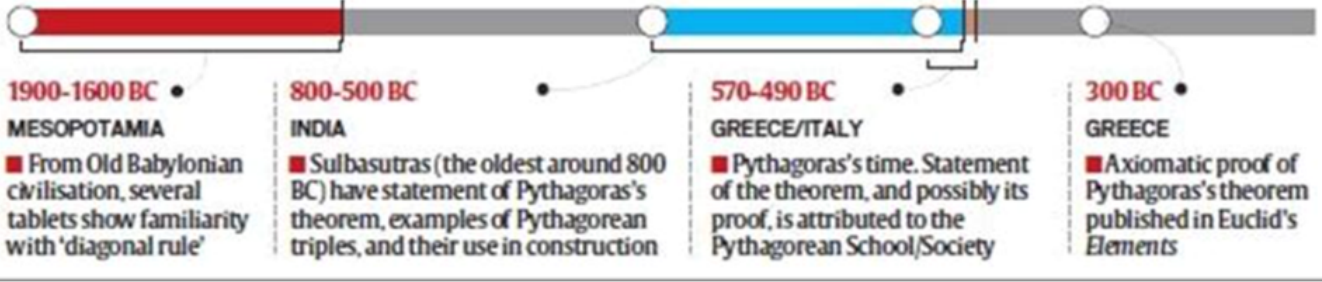 1900-1600 BC
MESOPOTAMIA
From Old Babylonian
civilisation, several
tablets show familiarity
with 'diagonal rule'
800-500 BC
INDIA
Sulbasutras (the oldest around 800
BC) have statement of Pythagoras's
theorem, examples of Pythagorean
triples, and their use in construction
570-490 BC
GREECE/ITALY
Pythagoras's time. Statement
of the theorem, and possibly its
proof, is attributed to the
Pythagorean School/Society
300 BC
GREECE
Axiomatic proof of
Pythagoras's theorem
published in Euclid's
Elements